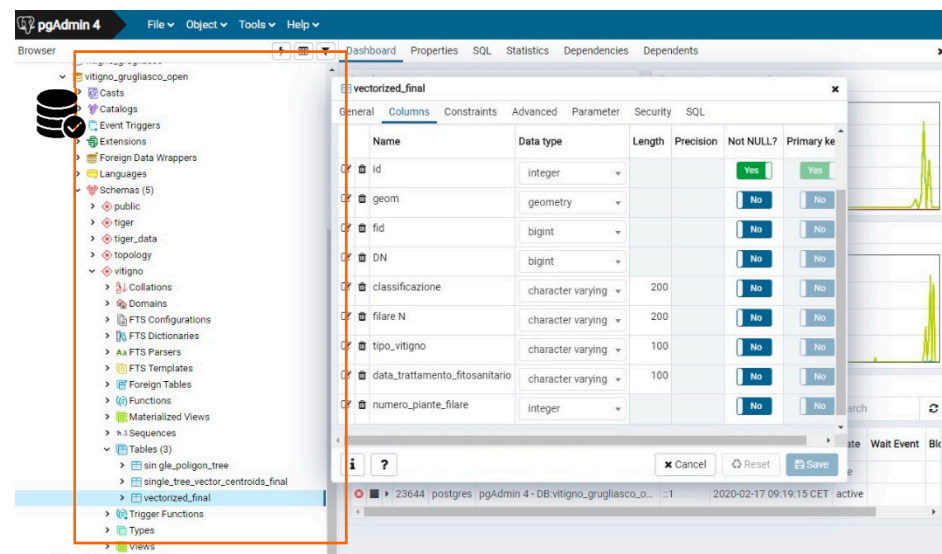 pgAdmin 4 File Object Tools Help
Browser Dashboard Properties SQL Statistics Dependencies Dependents
vitigno_grugliasco_open
Casts
Catalogs
Event Triggers
Extensions
Foreign Data Wrappers
Languages
Schemas (5)
public
tiger
tiger_data
topology
vitigno
Collations
Domains
FTS Configurations
FTS Dictionaries
Aa FTS Parsers
FTS Templates
Foreign Tables
Functions
Materialized Views
1..3 Sequences
Tables (3)
sin gle_poligon_tree
single_tree_vector_centroids_final
vectorized_final
Trigger Functions
Types
Views
vectorized_final
General Columns Constraints Advanced Parameter Security SQL
Name Data type Length Precision Not NULL? Primary ke
id integer Yes Yes
geom geometry No No
fid bigint No No
DN bigint No No
classificazione character varying 200 No No
filare N character varying 200 No No
tipo_vitigno character varying 100 No No
data_trattamento_fitosanitario character varying 100 No No
numero_piante_filare integer No No
i ? Cancel Reset Save
arch
ate Wait Event Blo
23644 postgres pgAdmin 4 - DB:vitigno_grugliasco_o... ::1 2020-02-17 09:19:15 CET active